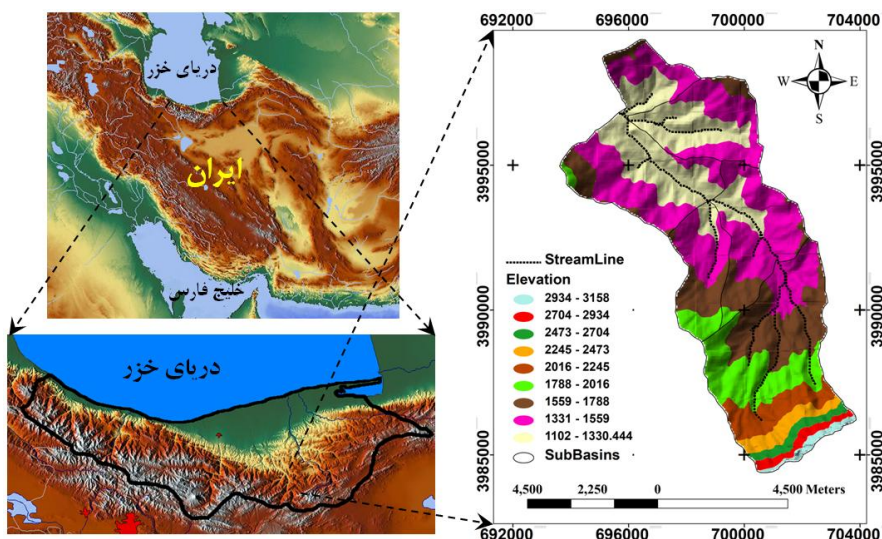 دریای خزر
ایران
خلیج فارس
دریای خزر
692000 696000 700000 704000
N
W E
S
3995000 3995000
3990000 3990000
3985000 3985000
StreamLine
Elevation
2934 - 3158
2704 - 2934
2473 - 2704
2245 - 2473
2016 - 2245
1788 - 2016
1559 - 1788
1331 - 1559
1102 - 1330.444
SubBasins
4,500 2,250 0 4,500 Meters
692000 696000 700000 704000